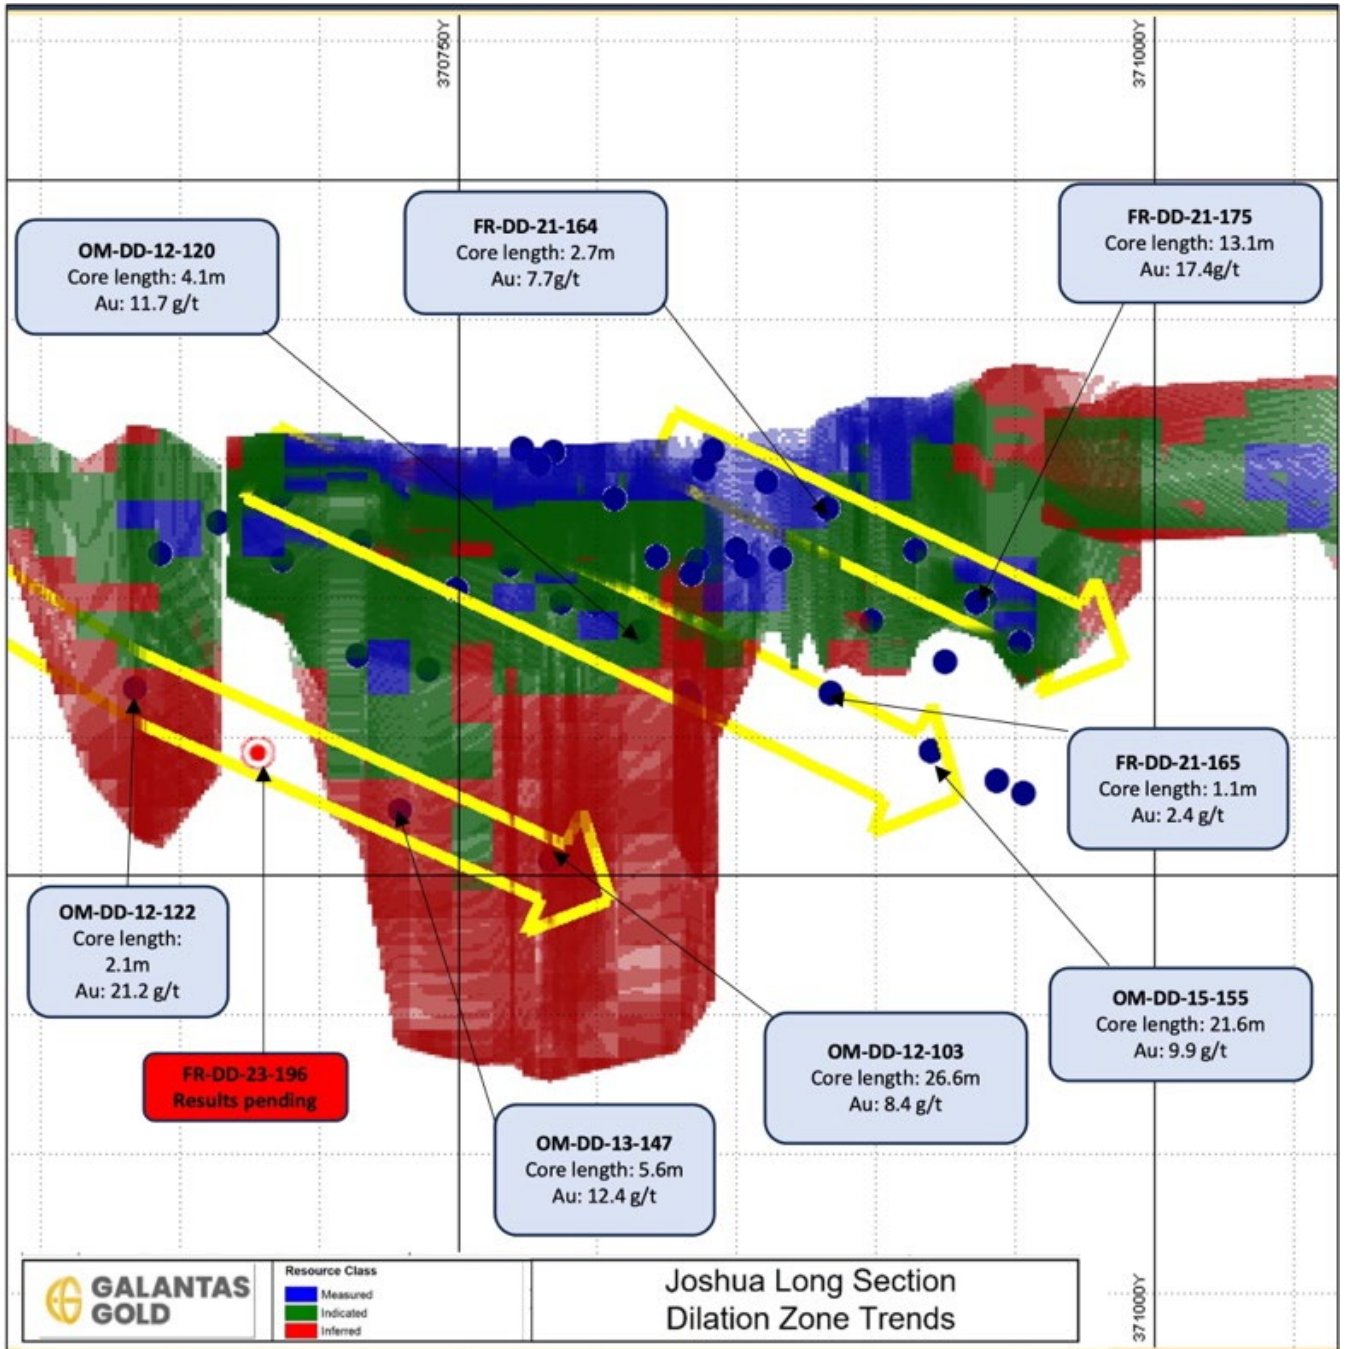 370750Y
371000Y
FR-DD-21-175
Core length: 13.1m
Au: 17.4g/t
FR-DD-21-164
Core length: 2.7m
Au: 7.7g/t
OM-DD-12-120
Core length: 4.1m
Au: 11.7 g/t
FR-DD-21-165
Core length: 1.1m
Au: 2.4 g/t
OM-DD-12-122
Core length:
2.1m
Au: 21.2 g/t
OM-DD-15-155
Core length: 21.6m
Au: 9.9 g/t
OM-DD-12-103
Core length: 26.6m
Au: 8.4 g/t
FR-DD-23-196
Results pending
OM-DD-13-147
Core length: 5.6m
Au: 12.4 g/t
GALANTAS
GOLD
Resource Class
Measured
Indicated
Inferred
Joshua Long Section
Dilation Zone Trends
371000Y